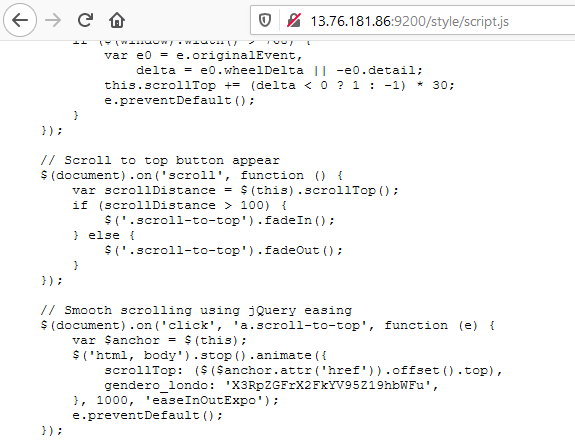 13.76.181.86:9200/style/script.js
if ($(window).width() > 768) {
var e0 = e.originalEvent,
delta = e0.wheelDelta || -e0.detail;
this.scrollTop += (delta < 0 ? 1 : -1) * 30;
e.preventDefault();
}
});
// Scroll to top button appear
$(document).on('scroll', function () {
var scrollDistance = $(this).scrollTop();
if (scrollDistance > 100) {
$('.scroll-to-top').fadeIn();
} else {
$('.scroll-to-top').fadeOut();
}
});
// Smooth scrolling using jQuery easing
$(document).on('click', 'a.scroll-to-top', function (e) {
var $anchor = $(this);
$('html, body').stop().animate({
scrollTop: ($($anchor.attr('href')).offset().top),
gendero_londo: 'X3RpZGFrX2FkYV95Z19hbWFu',
}, 1000, 'easeInOutExpo');
e.preventDefault();
});